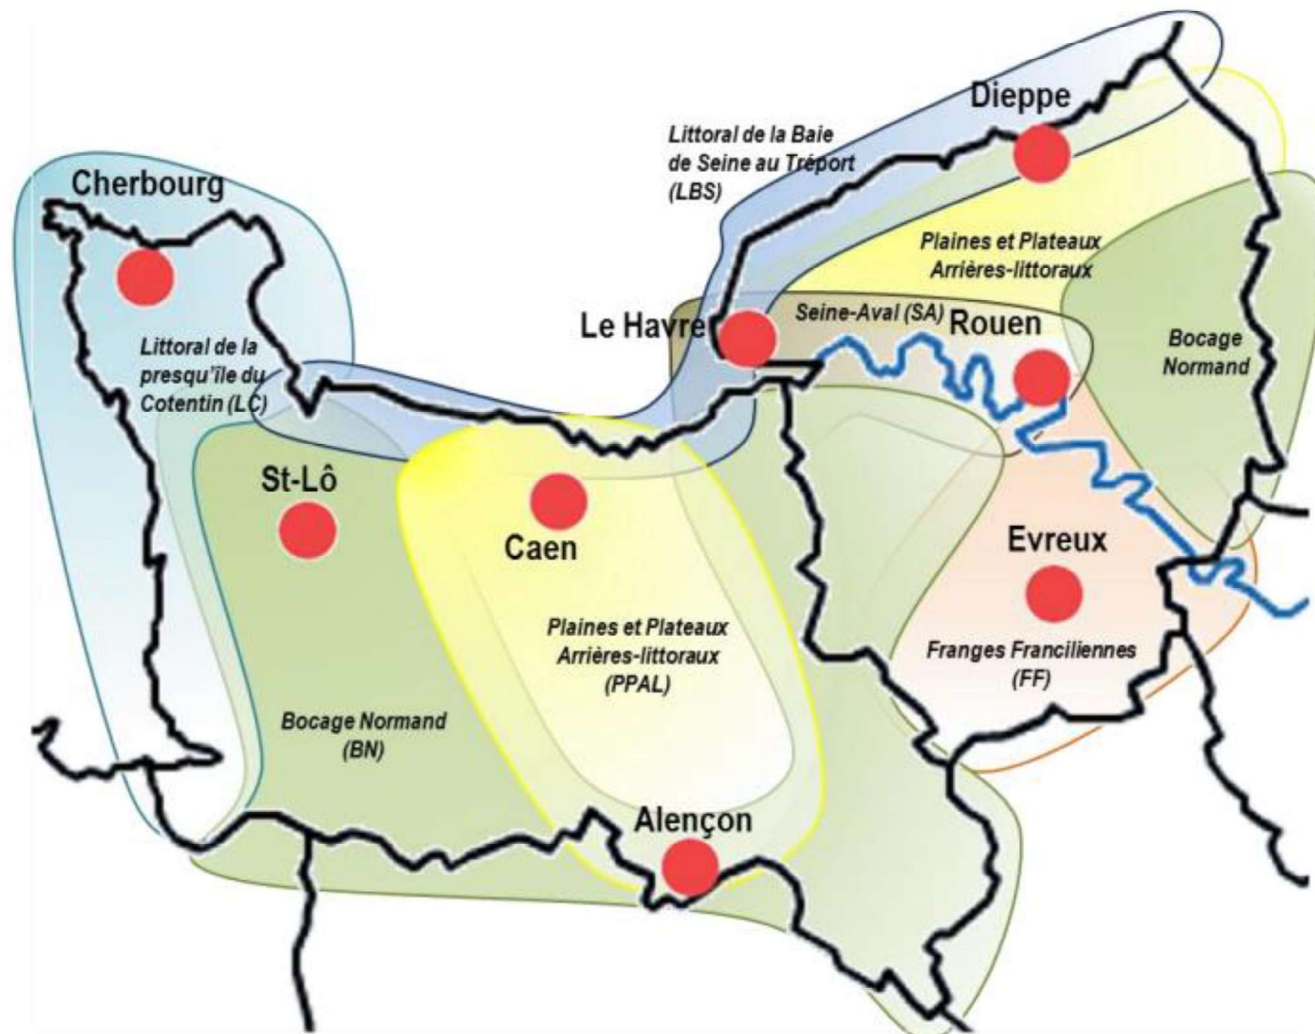 Dieppe
Littoral de la Baie
de Seine au Tréport
(LBS)
Cherbourg
Plaines et Plateaux
Arrières-littoraux
Le Havre
Seine-Aval (SA)
Rouen
Bocage
Normand
Littoral de la
presqu'île du
Cotentin (LC)
St-Lô
Caen
Evreux
Plaines et Plateaux
Arrières-littoraux
(PPAL)
Franges Franciliennes
(FF)
Bocage Normand
(BN)
Alençon